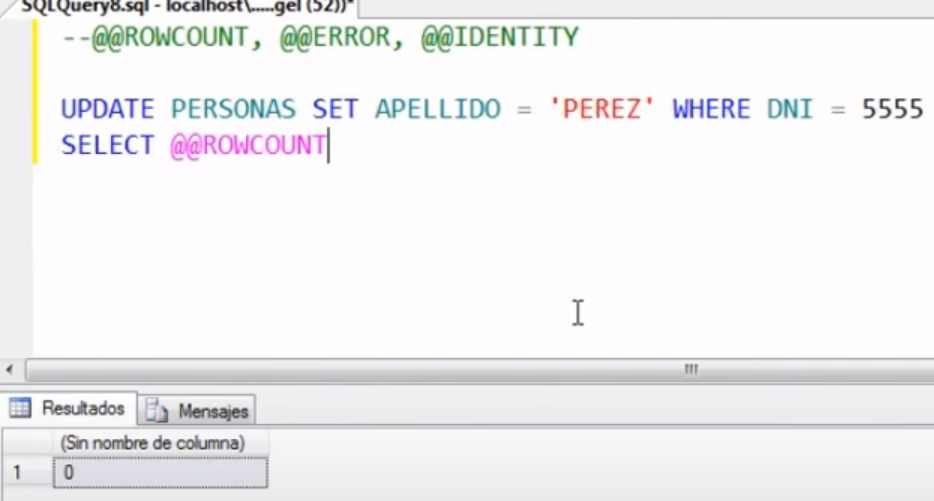 SQLQuery8.sql - localhost\.....gel (52))*
--@@ROWCOUNT, @@ERROR, @@IDENTITY
UPDATE PERSONAS SET APELLIDO = 'PEREZ' WHERE DNI = 5555
SELECT @@ROWCOUNT
Resultados Mensajes
(Sin nombre de columna)
1 0